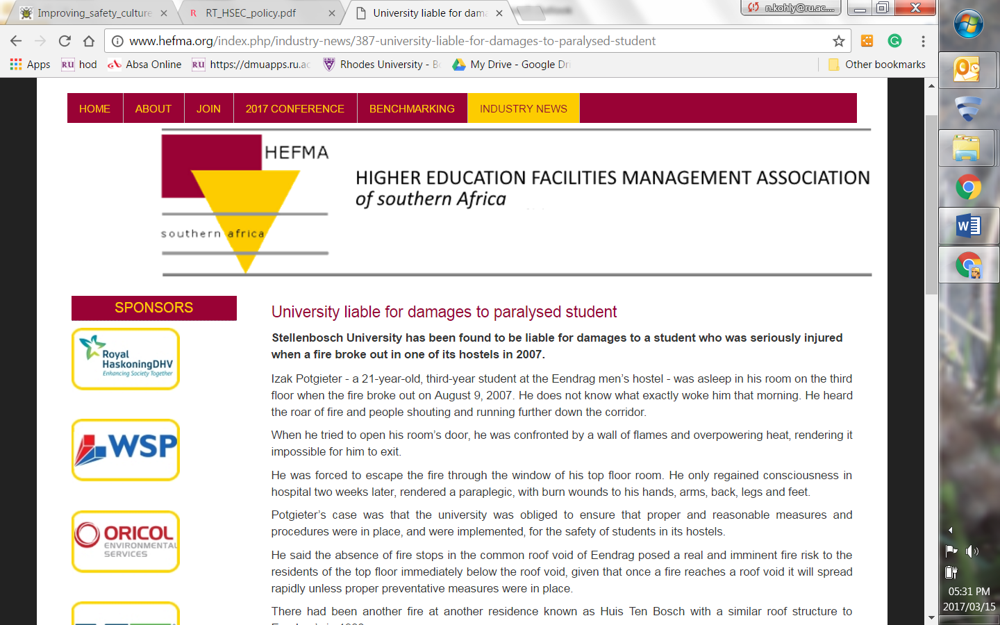 Improving_safety_culture
RT_HSEC_policy.pdf
University liable for dama
n.kohly@ru.ac....
www.hefma.org/index.php/industry-news/387-university-liable-for-damages-to-paralysed-student
Apps
RU hod
Absa Online
RU https://dmuapps.ru.ac
Rhodes University - Bo
My Drive - Google Dri
Other bookmarks
HOME
ABOUT
JOIN
2017 CONFERENCE
BENCHMARKING
INDUSTRY NEWS
HEFMA
southern africa
HIGHER EDUCATION FACILITIES MANAGEMENT ASSOCIATION
of southern Africa
SPONSORS
Royal
HaskoningDHV
Enhancing Society Together
WSP
ORICOL
ENVIRONMENTAL
SERVICES
University liable for damages to paralysed student
Stellenbosch University has been found to be liable for damages to a student who was seriously injured
when a fire broke out in one of its hostels in 2007.
Izak Potgieter - a 21-year-old, third-year student at the Eendrag men’s hostel - was asleep in his room on the third
floor when the fire broke out on August 9, 2007. He does not know what exactly woke him that morning. He heard
the roar of fire and people shouting and running further down the corridor.
When he tried to open his room’s door, he was confronted by a wall of flames and overpowering heat, rendering it
impossible for him to exit.
He was forced to escape the fire through the window of his top floor room. He only regained consciousness in
hospital two weeks later, rendered a paraplegic, with burn wounds to his hands, arms, back, legs and feet.
Potgieter’s case was that the university was obliged to ensure that proper and reasonable measures and
procedures were in place, and were implemented, for the safety of students in its hostels.
He said the absence of fire stops in the common roof void of Eendrag posed a real and imminent fire risk to the
residents of the top floor immediately below the roof void, given that once a fire reaches a roof void it will spread
rapidly unless proper preventative measures were in place.
There had been another fire at another residence known as Huis Ten Bosch with a similar roof structure to
05:31 PM
2017/03/15